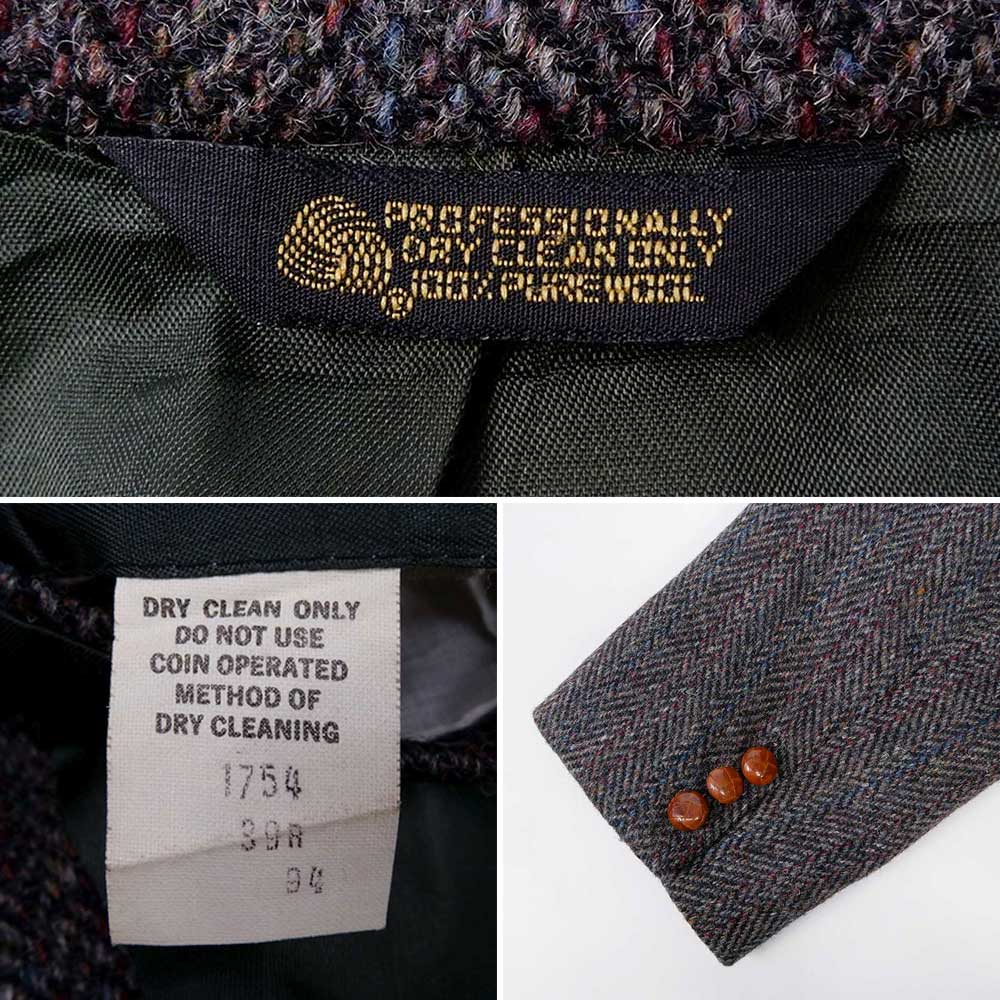 PROFESSIONALLY
DRY CLEAN ONLY
100% PURE WOOL
DRY CLEAN ONLY
DO NOT USE
COIN OPERATED
METHOD OF
DRY CLEANING
1754
39R
94